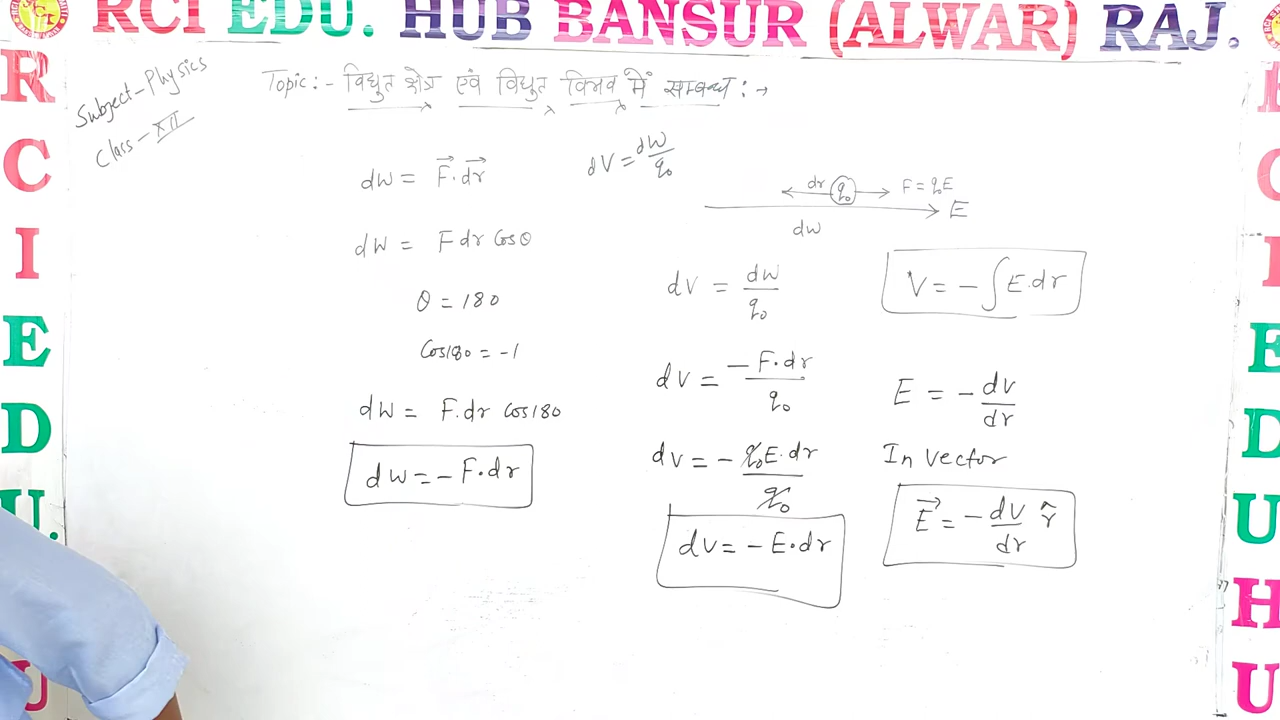 RCI EDU. HUB BANSUR (ALWAR) RAJ.
R
C
I
E
D
U.
Subject-Physics
Class-XII
Topic:- विद्युत क्षेत्र एवं विद्युत विभव में सम्बन्ध :→
dW = F⃗·dr⃗
dW = F dr Cosθ
θ = 180
Cos180 = -1
dW = F.dr Cos180
dW = -F·dr
dV = dW/q₀
dr q₀ F = q₀E
E
dW
dV = dW/q₀
dV = -F·dr/q₀
dV = -q₀E·dr/q₀
dV = -E·dr
V = -∫E.dr
E = -dV/dr
In Vector
E⃗ = -dV/dr r̂
E
D
U
H
U